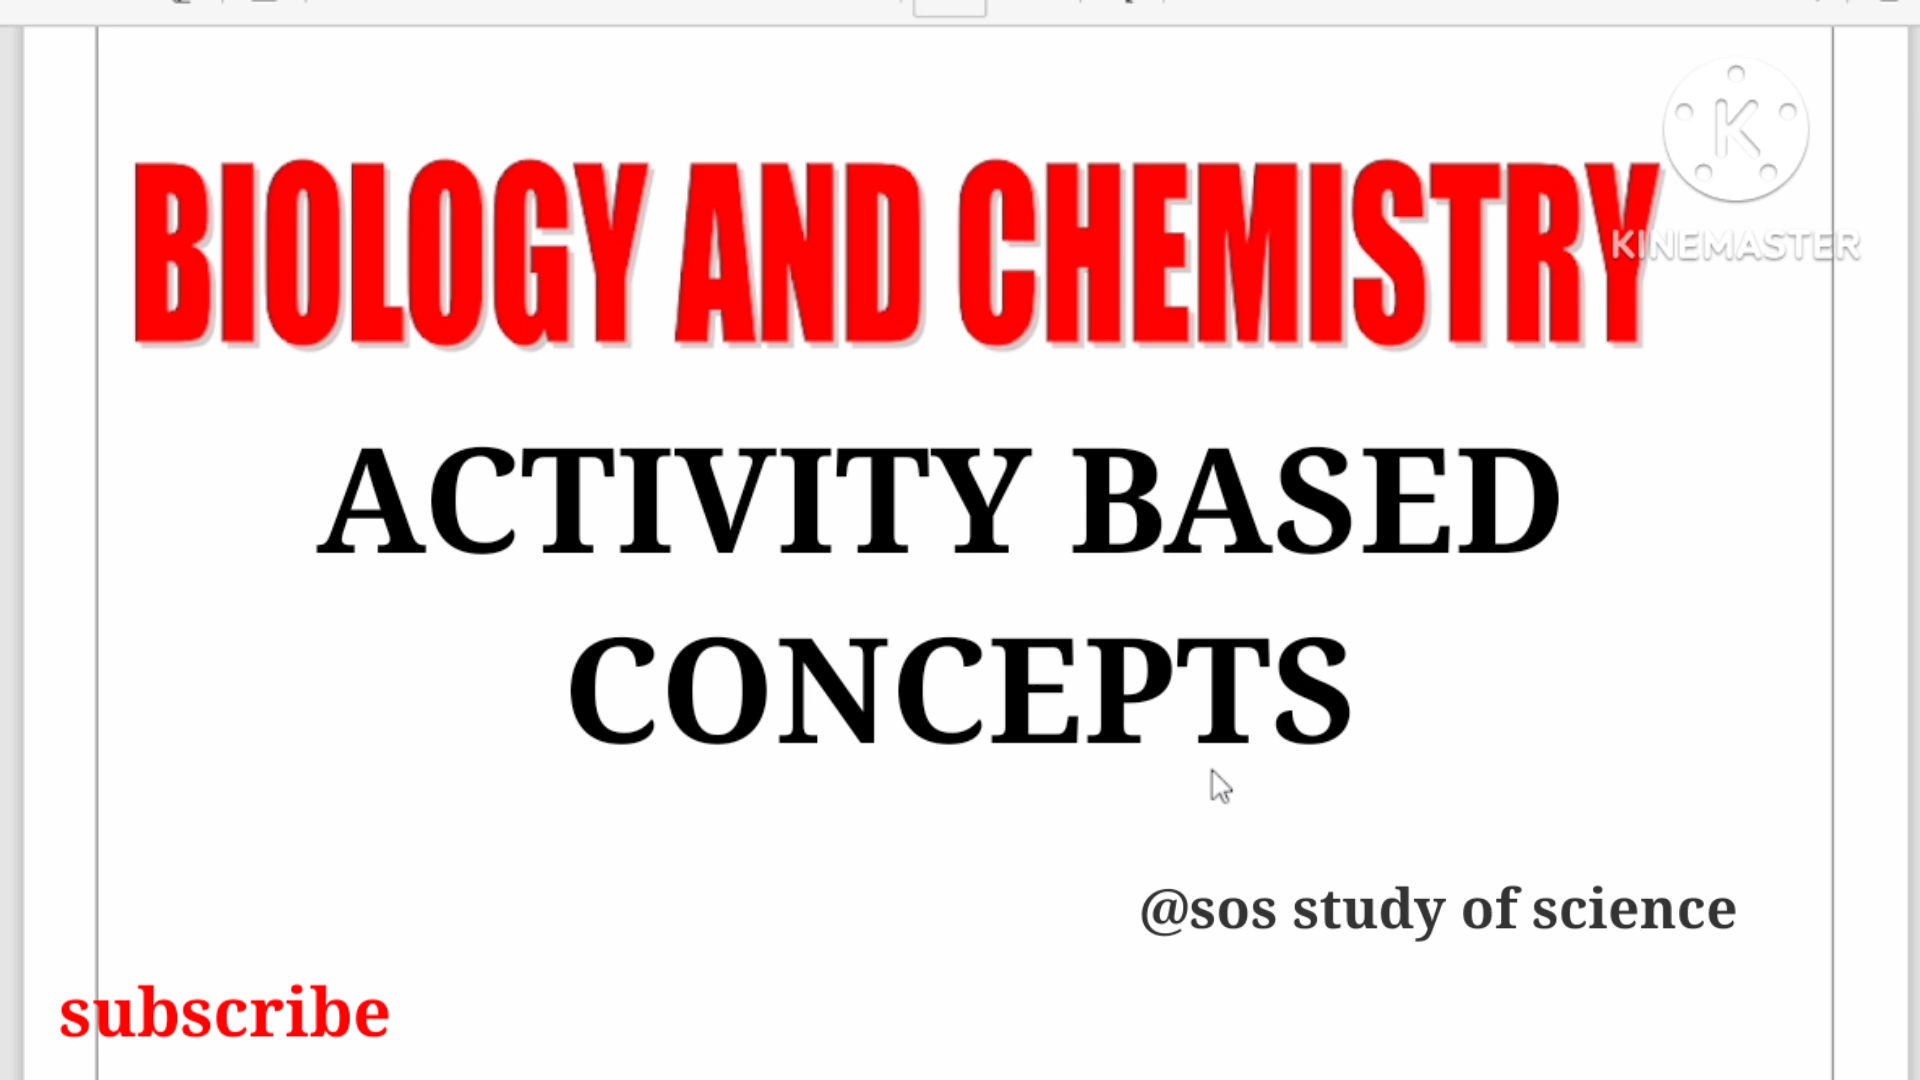 BIOLOGY AND CHEMISTRY
K
KINEMASTER
ACTIVITY BASED
CONCEPTS
@sos study of science
subscribe